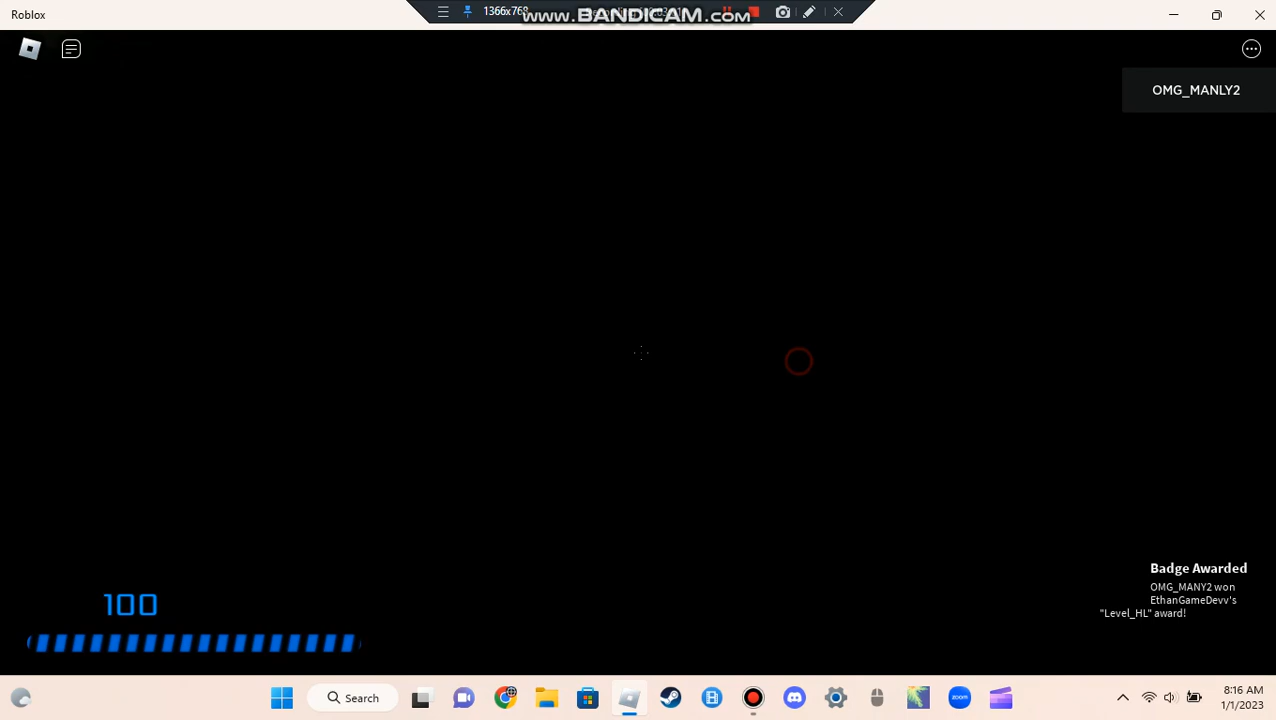 Roblox
1366x768
www.BANDICAM.com
OMG_MANLY2
Badge Awarded
OMG_MANY2 won
EthanGameDevv's
"Level_HL" award!
100
Search
zoom
8:16 AM
1/1/2023